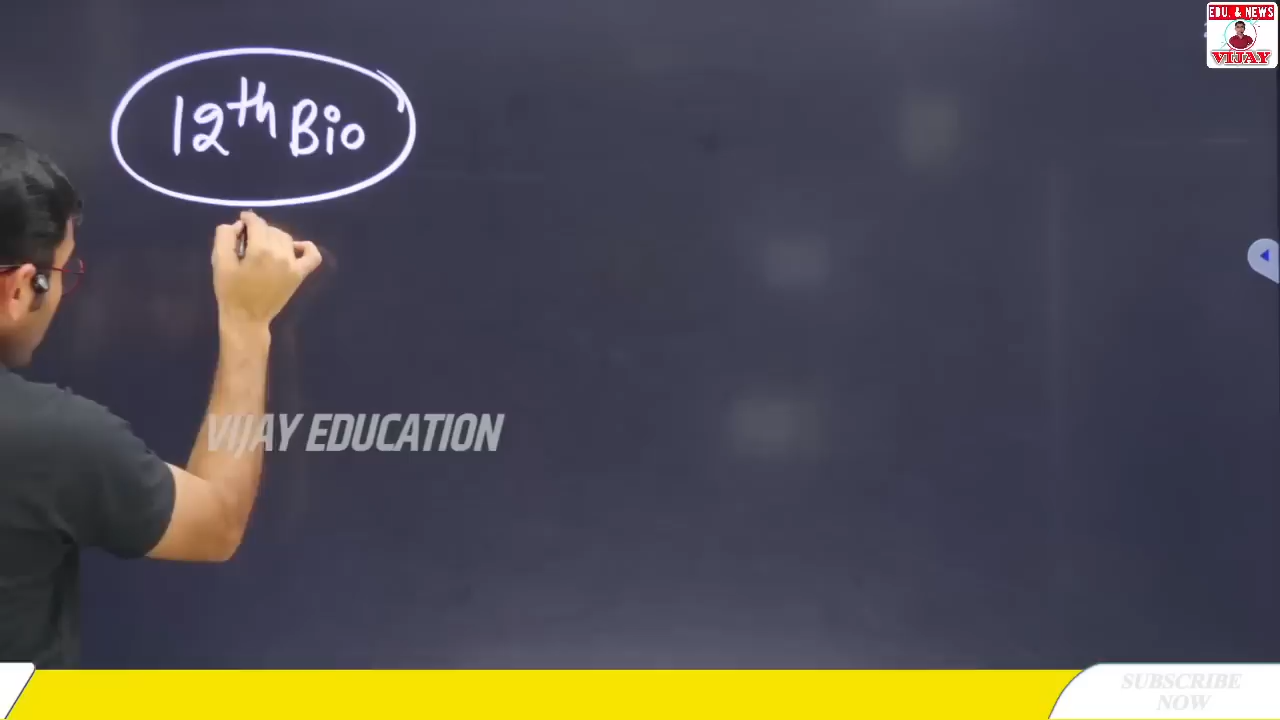 EDU. & NEWS
VIJAY
12th Bio
VIJAY EDUCATION
SUBSCRIBE
NOW